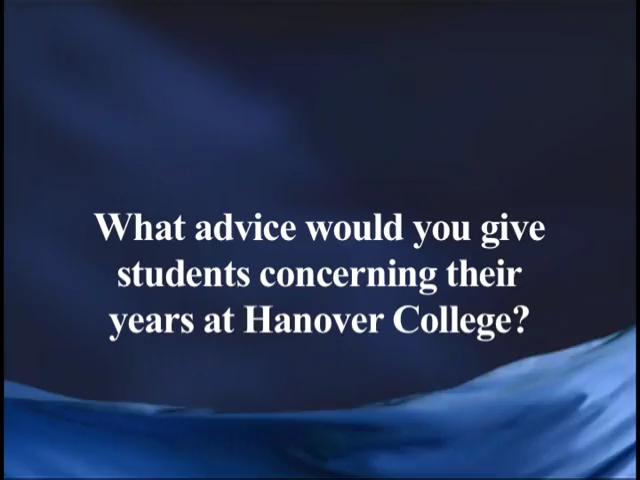 What advice would you give
students concerning their
years at Hanover College?